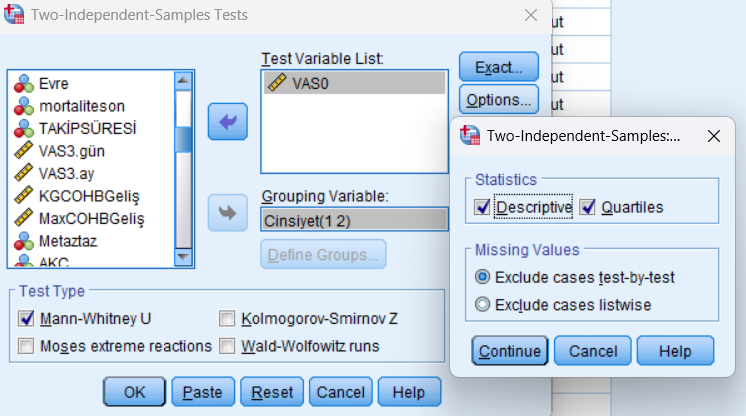 Two-Independent-Samples Tests
Test Variable List:
Evre
mortaliteson
TAKİPSÜRESİ
VAS3.gün
VAS3.ay
KGCOHBGeliş
MaxCOHBGeliş
Metaztaz
AKC
VAS0
Exact...
Options...
Grouping Variable:
Cinsiyet(1 2)
Define Groups...
Test Type
Mann-Whitney U
Kolmogorov-Smirnov Z
Moses extreme reactions
Wald-Wolfowitz runs
OK
Paste
Reset
Cancel
Help
ut
ut
ut
ut
Two-Independent-Samples:...
Statistics
Descriptive
Quartiles
Missing Values
Exclude cases test-by-test
Exclude cases listwise
Continue
Cancel
Help